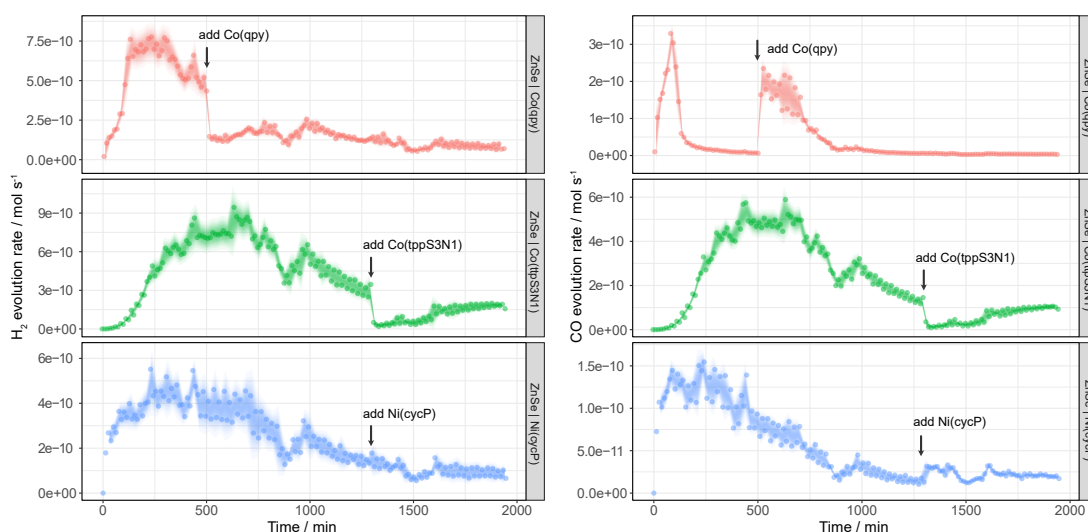 add Co(qpy)
7.5e−10
5.0e−10
2.5e−10
0.0e+00
ZnSe | Co(qpy)
9e−10
6e−10
3e−10
0e+00
add Co(tppS3N1)
ZnSe | Co(tppS3N1)
6e−10
4e−10
2e−10
0e+00
add Ni(cycP)
ZnSe | Ni(cycP)
H2 evolution rate / mol s-1
0
500
1000
1500
2000
Time / min
add Co(qpy)
3e−10
2e−10
1e−10
0e+00
ZnSe | Co(qpy)
6e−10
4e−10
2e−10
0e+00
add Co(tppS3N1)
1.5e−10
1.0e−10
5.0e−11
0.0e+00
add Ni(cycP)
CO evolution rate / mol s-1
0
500
1000
1500
2000
Time / min